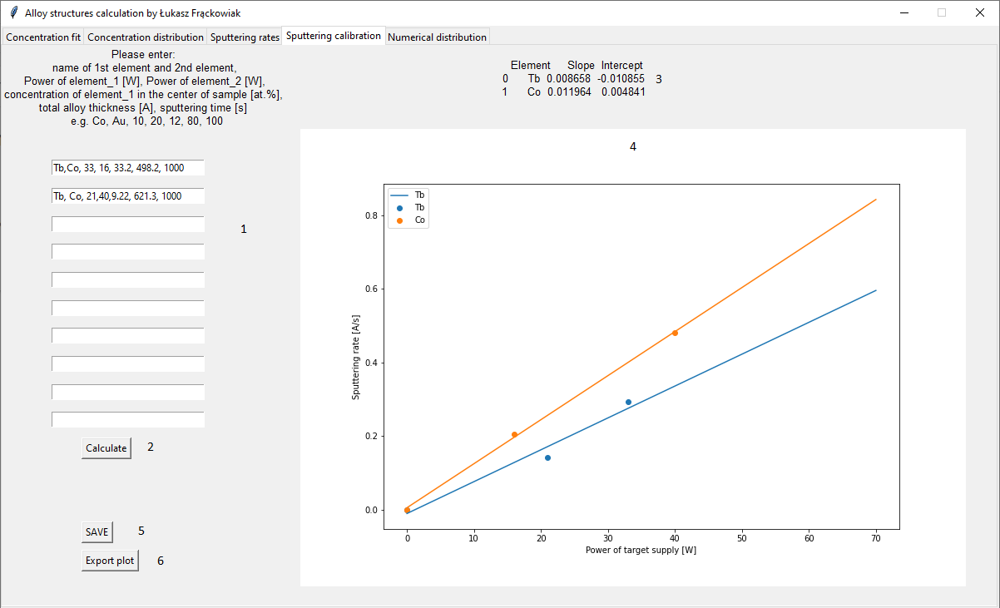 Alloy structures calculation by Łukasz Frąckowiak
Concentration fit Concentration distribution Sputtering rates Sputtering calibration Numerical distribution
Please enter:
name of 1st element and 2nd element,
Power of element_1 [W], Power of element_2 [W],
concentration of element_1 in the center of sample [at.%],
total alloy thickness [A], sputtering time [s]
e.g. Co, Au, 10, 20, 12, 80, 100
Tb,Co, 33, 16, 33.2, 498.2, 1000
Tb, Co, 21,40,9.22, 621.3, 1000
1
Calculate 2
SAVE 5
Export plot 6
Element Slope Intercept
0 Tb 0.008658 -0.010855 3
1 Co 0.011964 0.004841
4
Tb
Tb
Co
0.8
0.6
0.4
0.2
0.0
Sputtering rate [A/s]
0 10 20 30 40 50 60 70
Power of target supply [W]